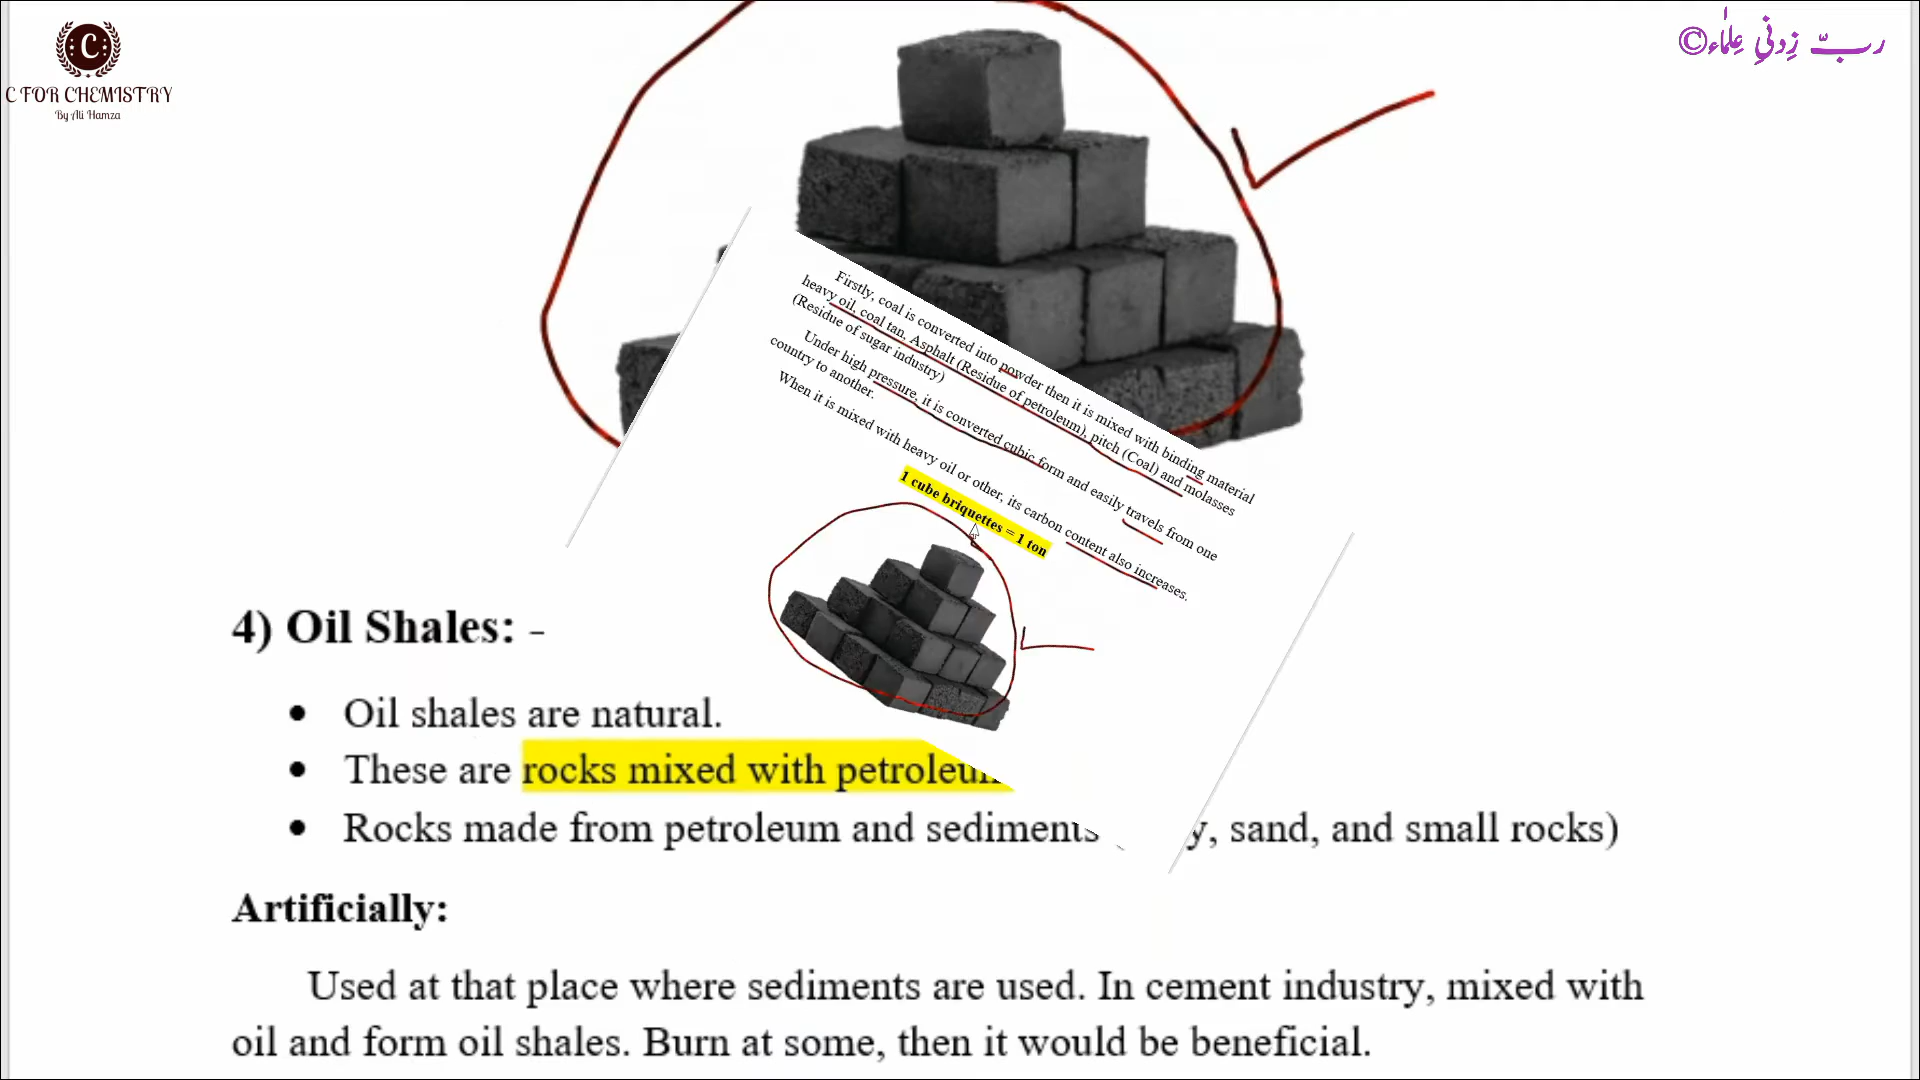 C
C FOR CHEMISTRY
By Ali Hamza
ربّ زِدنیِ عِلمٰاء©
Firstly, coal is converted into powder then it is mixed with binding material
heavy oil, coal tan, Asphalt (Residue of petroleum), pitch (Coal) and molasses
(Residue of sugar industry)
Under high pressure, it is converted cubic form and easily travels from one
country to another.
When it is mixed with heavy oil or other, its carbon content also increases.
1 cube briquettes = 1 ton
4) Oil Shales: -
• Oil shales are natural.
• These are rocks mixed with
• Rocks made from petroleum and sand, and small rocks)
Artificially:
Used at that place where sediments are used. In cement industry, mixed with
oil and form oil shales. Burn at some, then it would be beneficial.